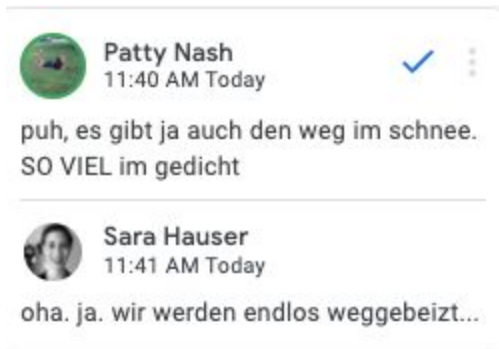 Patty Nash
11:40 AM Today
puh, es gibt ja auch den weg im schnee.
SO VIEL im gedicht
Sara Hauser
11:41 AM Today
oha. ja. wir werden endlos weggebeizt...